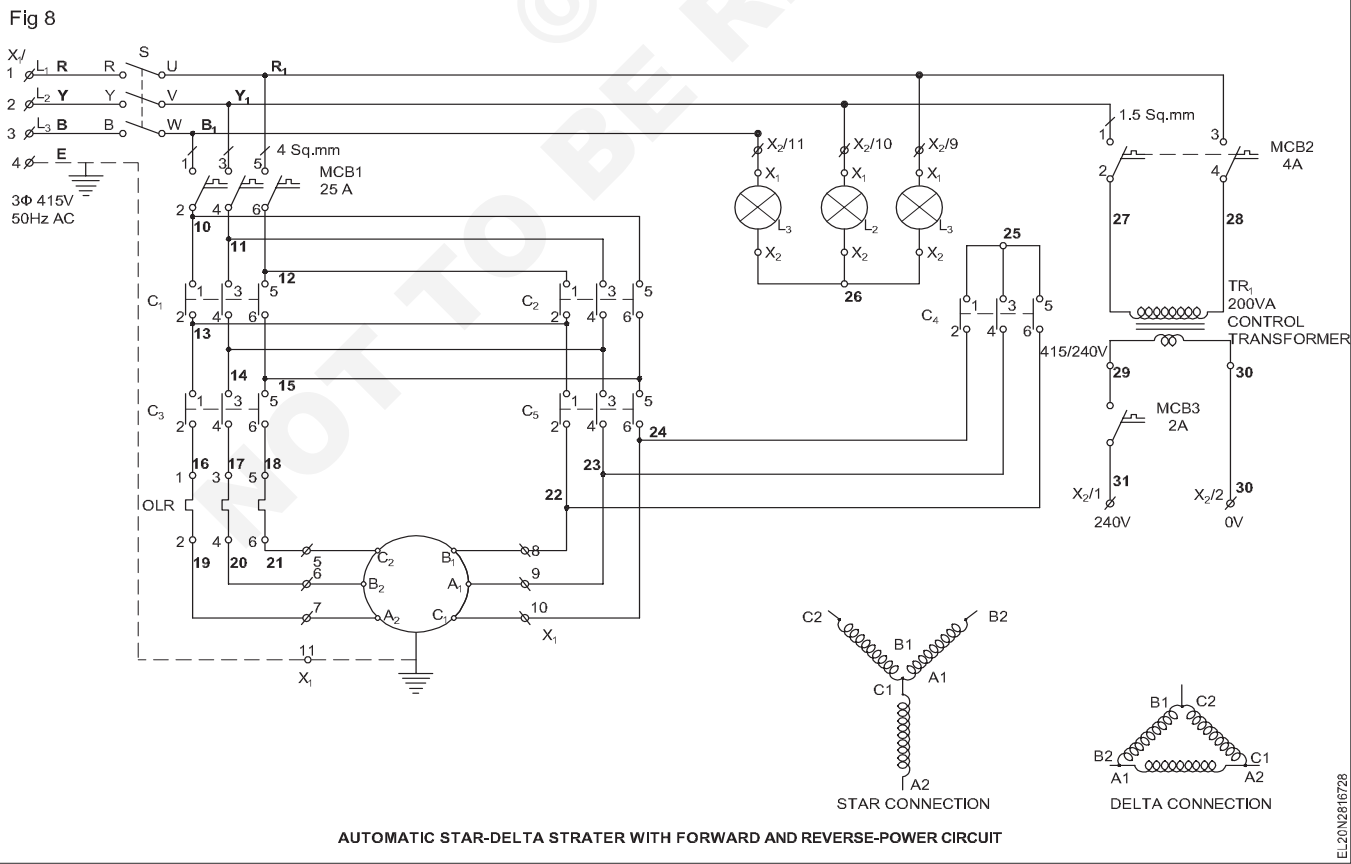 Fig 8
X1/
1 L1 R R S U R1
2 L2 Y Y V Y1
3 L3 B B W B1
4 E
3Φ 415V
50Hz AC
1 3 5 4 Sq.mm
MCB1
25 A
2 4 6
10
11
12
C1 1 3 5
2 4 6
13
14
15
C2 1 3 5
2 4 6
C3 1 3 5
2 4 6
C5 1 3 5
2 4 6
16 17 18
1 3 5
OLR
2 4 6
19 20 21
24
23
22
5
6
7
C2 B1
B2 A1
A2 C1
8
9
10
X1
11
X1
X2/11 X2/10 X2/9
X1 X1 X1
L3 L2 L3
X2 X2 X2
26
25
C4 1 3 5
2 4 6
1.5 Sq.mm
1 3
MCB2
4A
2 4
27 28
TR1
200VA
CONTROL
TRANSFORMER
415/240V
29 30
MCB3
2A
31 30
X2/1 X2/2
240V 0V
C2 B2
B1
C1 A1
A2
STAR CONNECTION
B1 C2
B2 C1
A1 A2
DELTA CONNECTION
AUTOMATIC STAR-DELTA STRATER WITH FORWARD AND REVERSE-POWER CIRCUIT
EL20N2816728
© NOT TO BE R